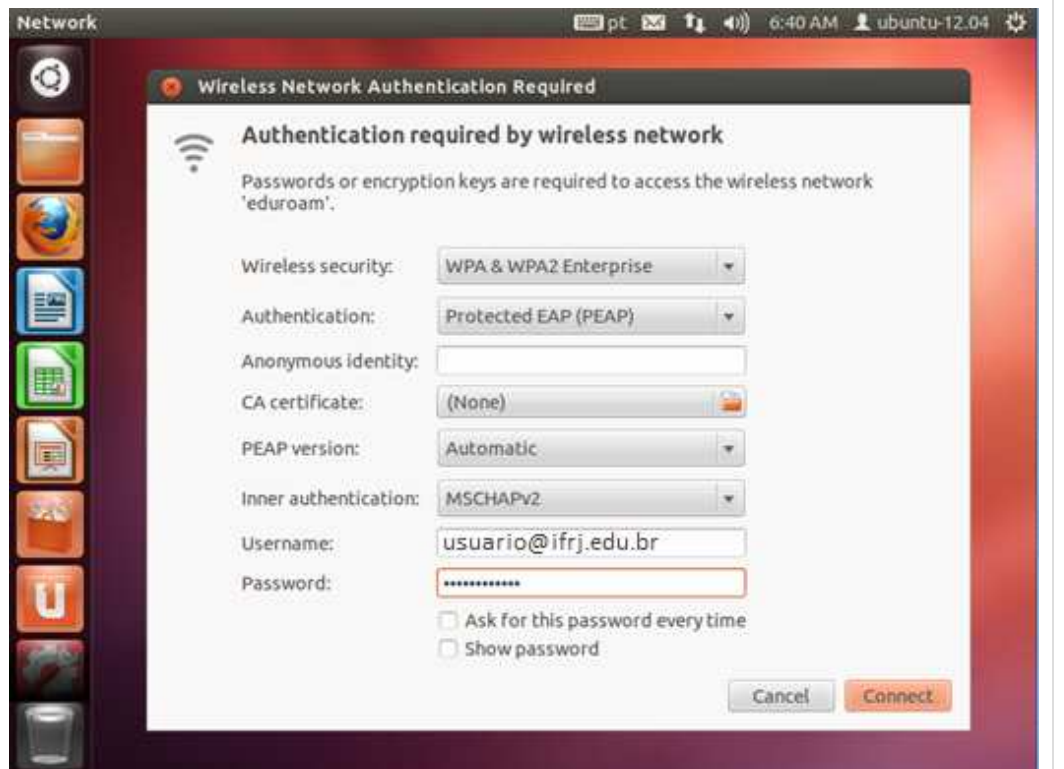 Network
pt
6:40 AM
ubuntu-12.04
Wireless Network Authentication Required
Authentication required by wireless network
Passwords or encryption keys are required to access the wireless network
'eduroam'.
Wireless security: WPA & WPA2 Enterprise
Authentication: Protected EAP (PEAP)
Anonymous identity:
CA certificate: (None)
PEAP version: Automatic
Inner authentication: MSCHAPv2
Username: usuario@ifrj.edu.br
Password: ••••••••••••
Ask for this password every time
Show password
Cancel
Connect